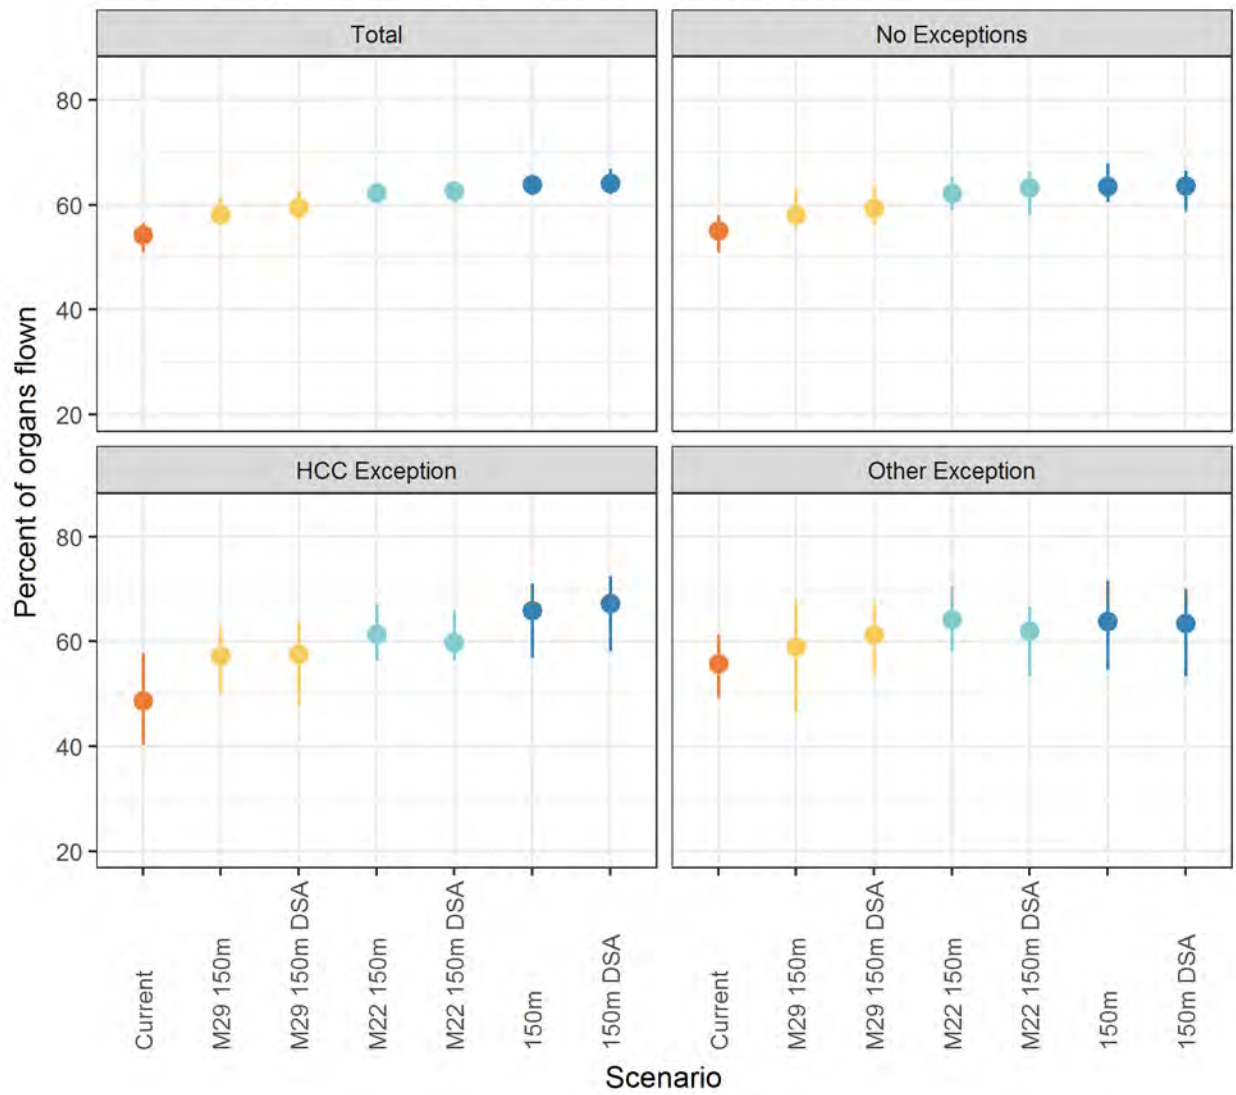 Total
No Exceptions
80
60
40
20
HCC Exception
Other Exception
80
60
40
20
Percent of organs flown
Current
M29 150m
M29 150m DSA
M22 150m
M22 150m DSA
150m
150m DSA
Current
M29 150m
M29 150m DSA
M22 150m
M22 150m DSA
150m
150m DSA
Scenario